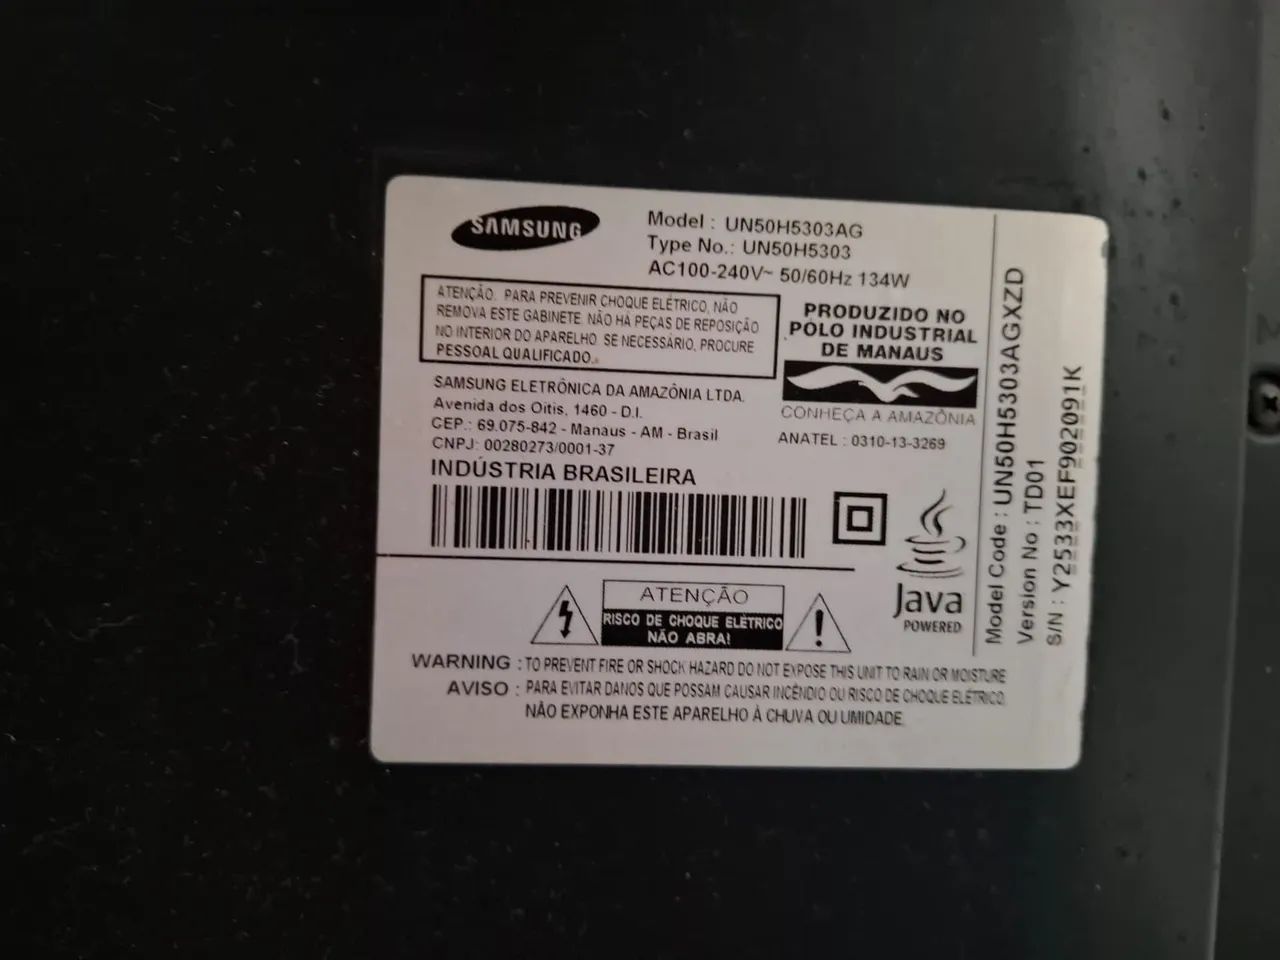 SAMSUNG
Model : UN50H5303AG
Type No.: UN50H5303
AC100-240V~ 50/60Hz 134W
ATENÇÃO. PARA PREVENIR CHOQUE ELÉTRICO, NÃO
REMOVA ESTE GABINETE. NÃO HÁ PEÇAS DE REPOSIÇÃO
NO INTERIOR DO APARELHO. SE NECESSÁRIO, PROCURE
PESSOAL QUALIFICADO.
PRODUZIDO NO
PÓLO INDUSTRIAL
DE MANAUS
CONHEÇA A AMAZÔNIA
SAMSUNG ELETRÔNICA DA AMAZÔNIA LTDA.
Avenida dos Oitis, 1460 - D.I.
CEP.: 69.075-842 - Manaus - AM - Brasil
CNPJ: 00280273/0001-37
ANATEL : 0310-13-3269
INDÚSTRIA BRASILEIRA
Java
POWERED
ATENÇÃO
RISCO DE CHOQUE ELÉTRICO
NÃO ABRA!
WARNING : TO PREVENT FIRE OR SHOCK HAZARD DO NOT EXPOSE THIS UNIT TO RAIN OR MOISTURE
AVISO : PARA EVITAR DANOS QUE POSSAM CAUSAR INCÊNDIO OU RISCO DE CHOQUE ELÉTRICO.
NÃO EXPONHA ESTE APARELHO À CHUVA OU UMIDADE.
Model Code : UN50H5303AGXZD
Version No : TD01
S/N : Y2533XEF902091K